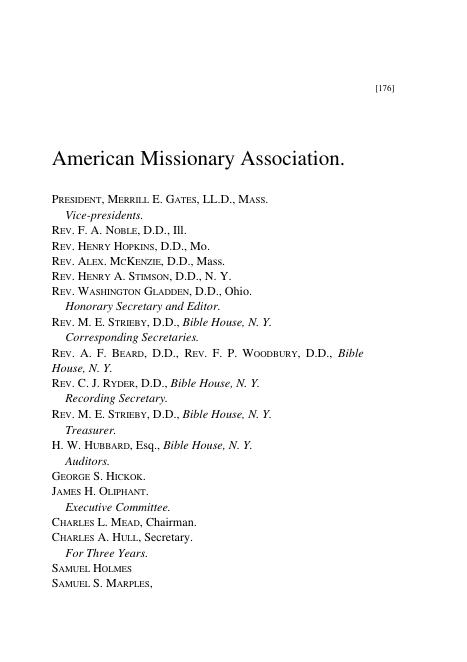 [176]
American Missionary Association.
President, Merrill E. Gates, LL.D., Mass.
Vice-presidents.
Rev. F. A. Noble, D.D., Ill.
Rev. Henry Hopkins, D.D., Mo.
Rev. Alex. McKenzie, D.D., Mass.
Rev. Henry A. Stimson, D.D., N. Y.
Rev. Washington Gladden, D.D., Ohio.
Honorary Secretary and Editor.
Rev. M. E. Strieby, D.D., Bible House, N. Y.
Corresponding Secretaries.
Rev. A. F. Beard, D.D., Rev. F. P. Woodbury, D.D., Bible
House, N. Y.
Rev. C. J. Ryder, D.D., Bible House, N. Y.
Recording Secretary.
Rev. M. E. Strieby, D.D., Bible House, N. Y.
Treasurer.
H. W. Hubbard, Esq., Bible House, N. Y.
Auditors.
George S. Hickok.
James H. Oliphant.
Executive Committee.
Charles L. Mead, Chairman.
Charles A. Hull, Secretary.
For Three Years.
Samuel Holmes
Samuel S. Marples,